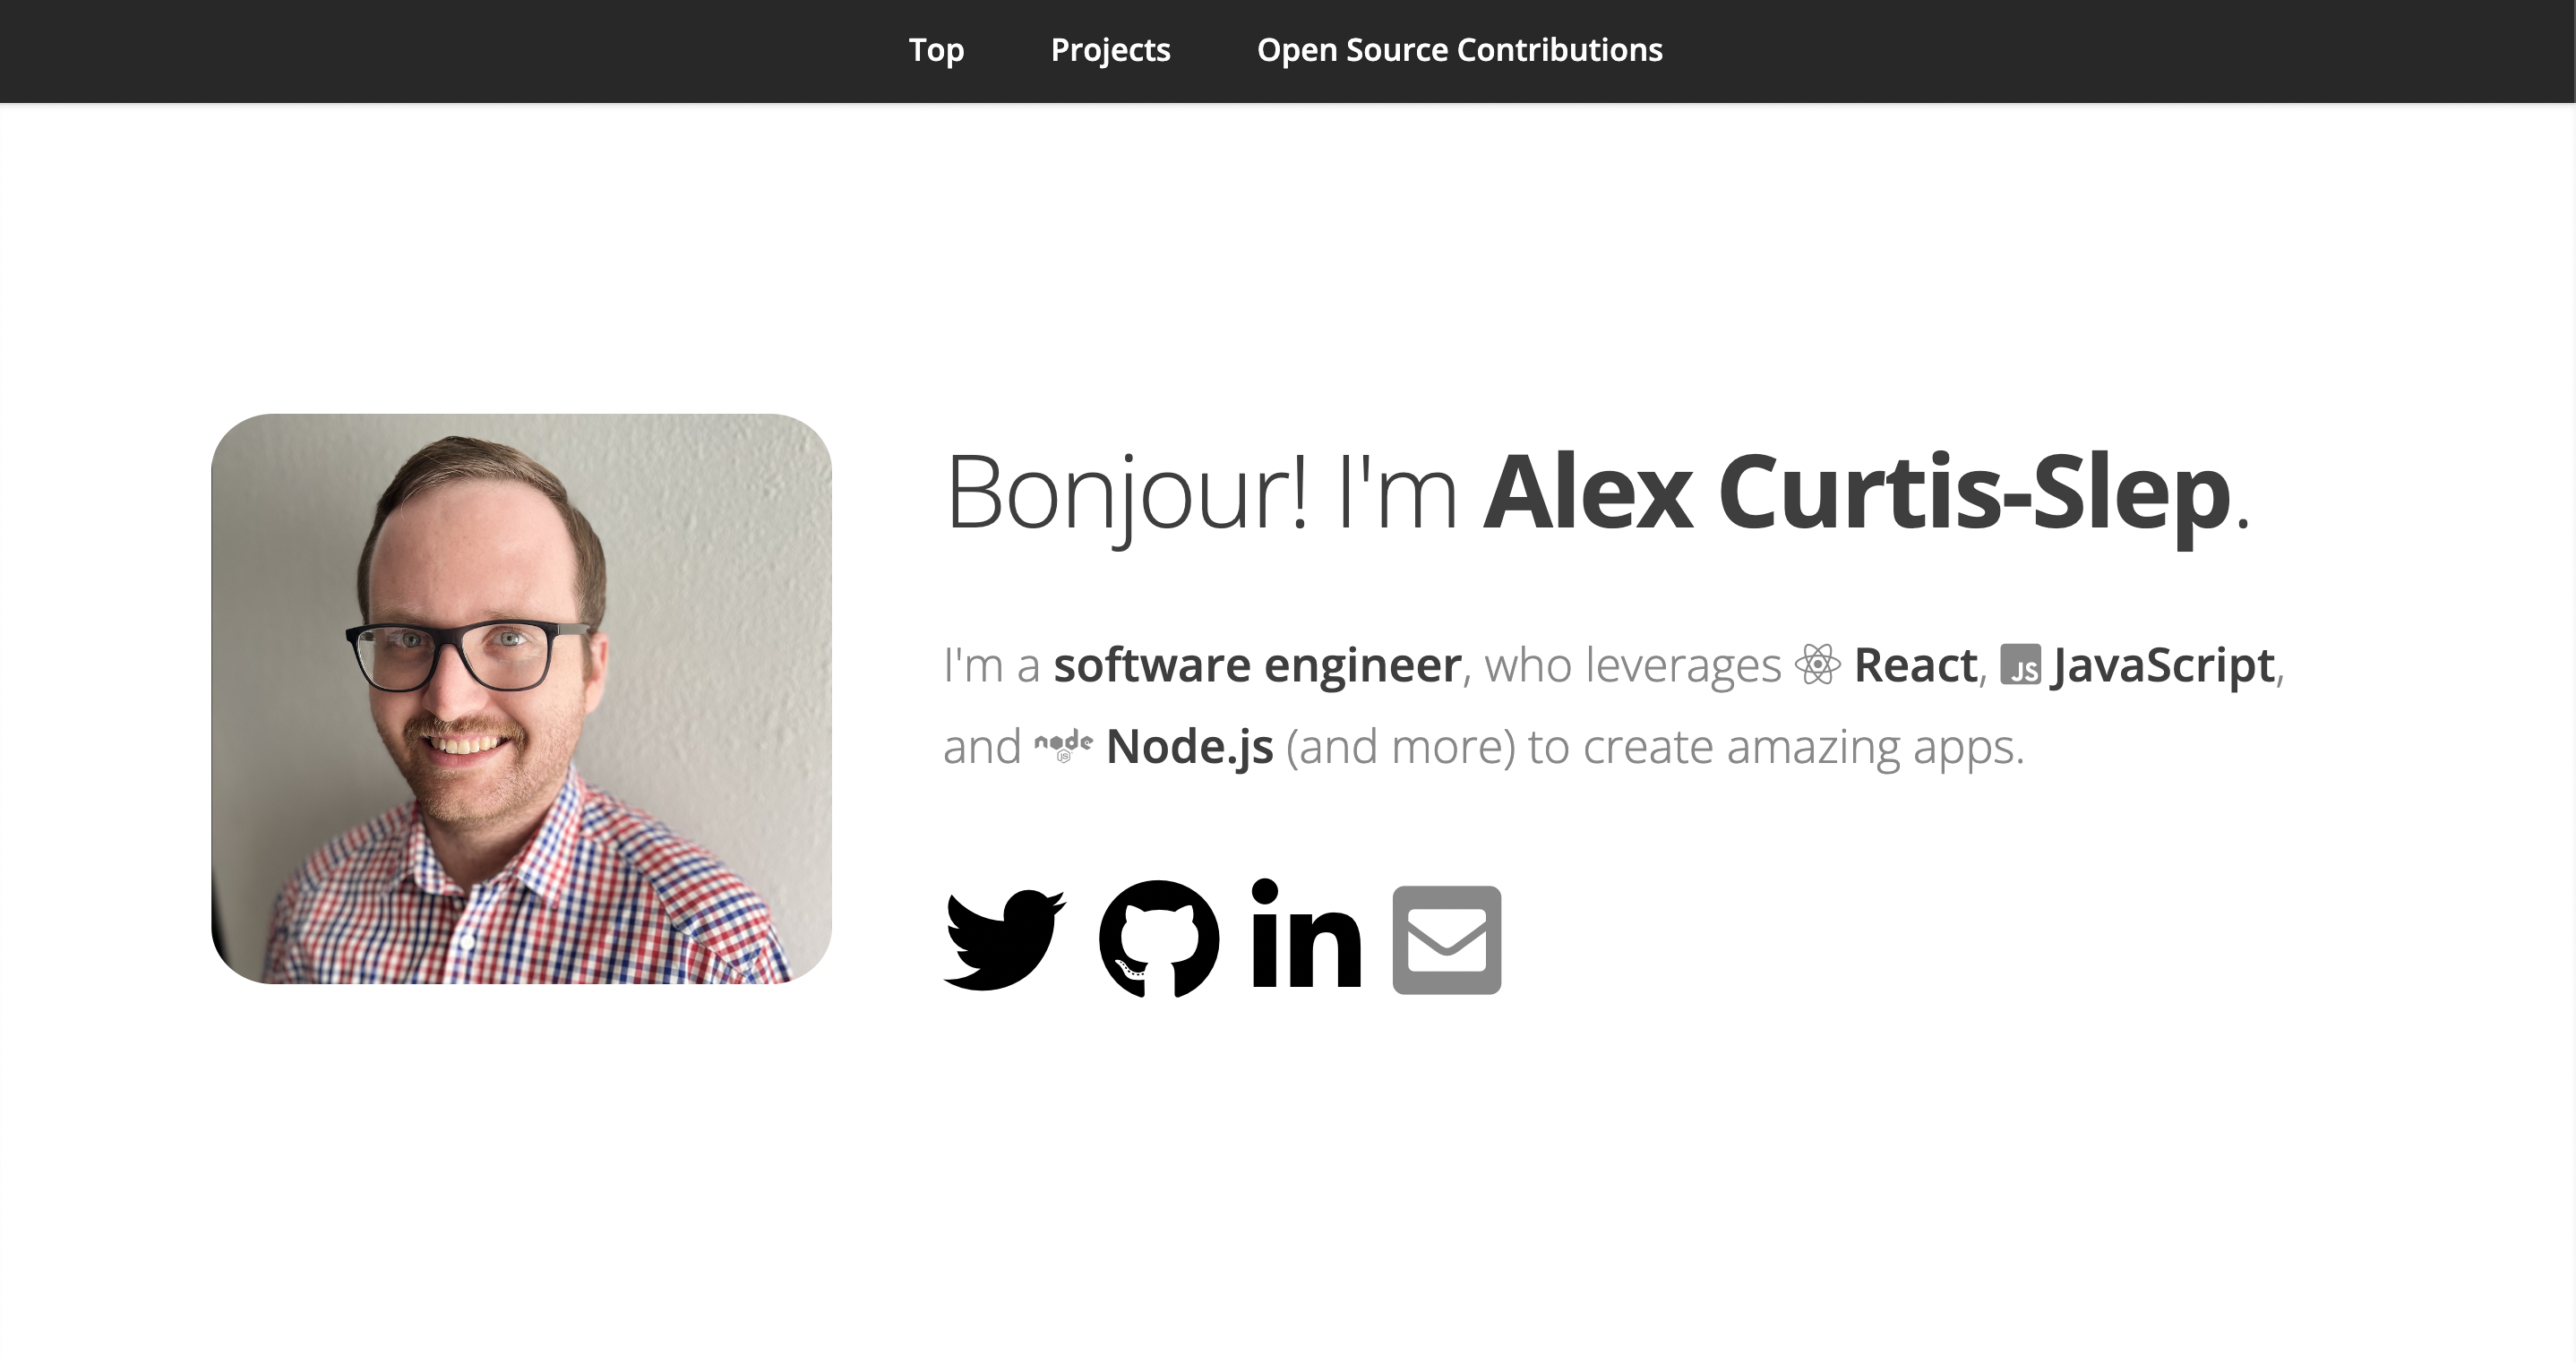 Top Projects Open Source Contributions
Bonjour! I'm Alex Curtis-Slep.
I'm a software engineer, who leverages React, JS JavaScript,
and node JS Node.js (and more) to create amazing apps.
in